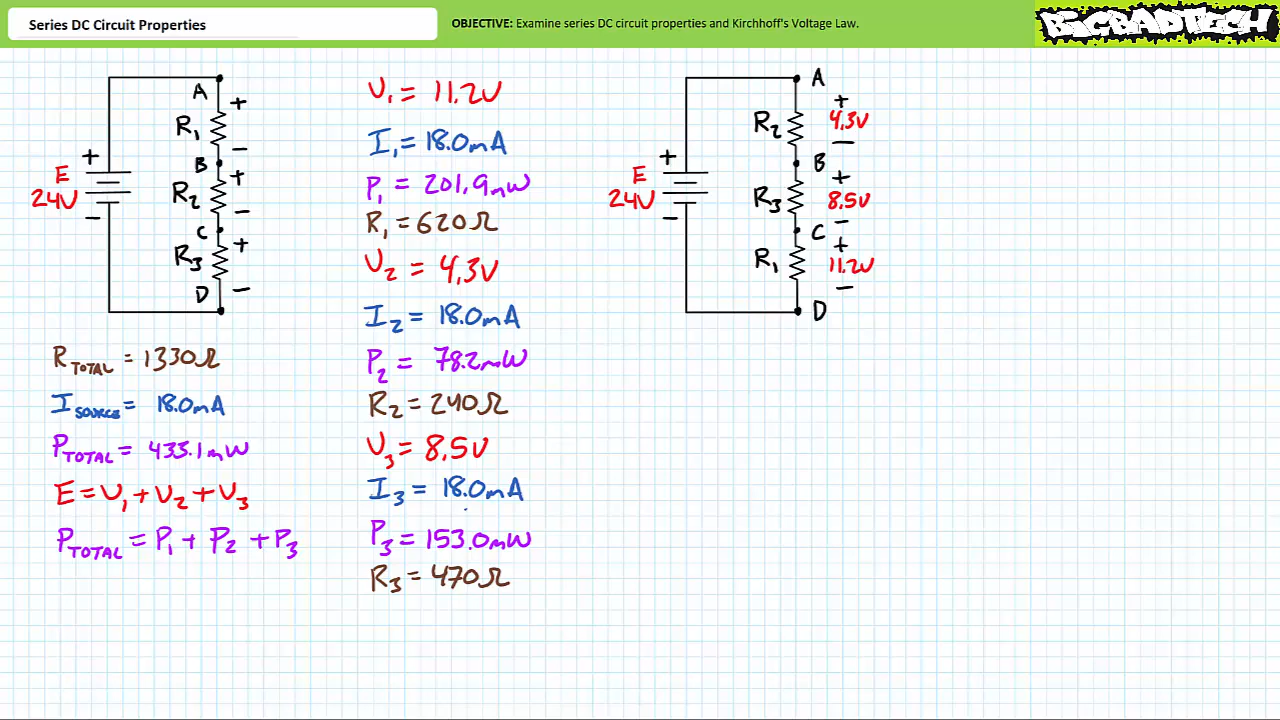 Series DC Circuit Properties
OBJECTIVE: Examine series DC circuit properties and Kirchhoff's Voltage Law.
BIGBADTECH
A
+
R1
−
B
+
E
24V
+
−
R2
−
C
+
R3
D
−
RTOTAL = 1330Ω
ISOURCE = 18.0mA
PTOTAL = 433.1mW
E = V1 + V2 + V3
PTOTAL = P1 + P2 + P3
V1 = 11.2V
I1 = 18.0mA
P1 = 201.9mW
R1 = 620Ω
V2 = 4.3V
I2 = 18.0mA
P2 = 78.2mW
R2 = 240Ω
V3 = 8.5V
I3 = 18.0mA
P3 = 153.0mW
R3 = 470Ω
A
+
R2 4.3V
−
B
+
E
24V
+
−
R3 8.5V
−
C
+
R1 11.2V
−
D